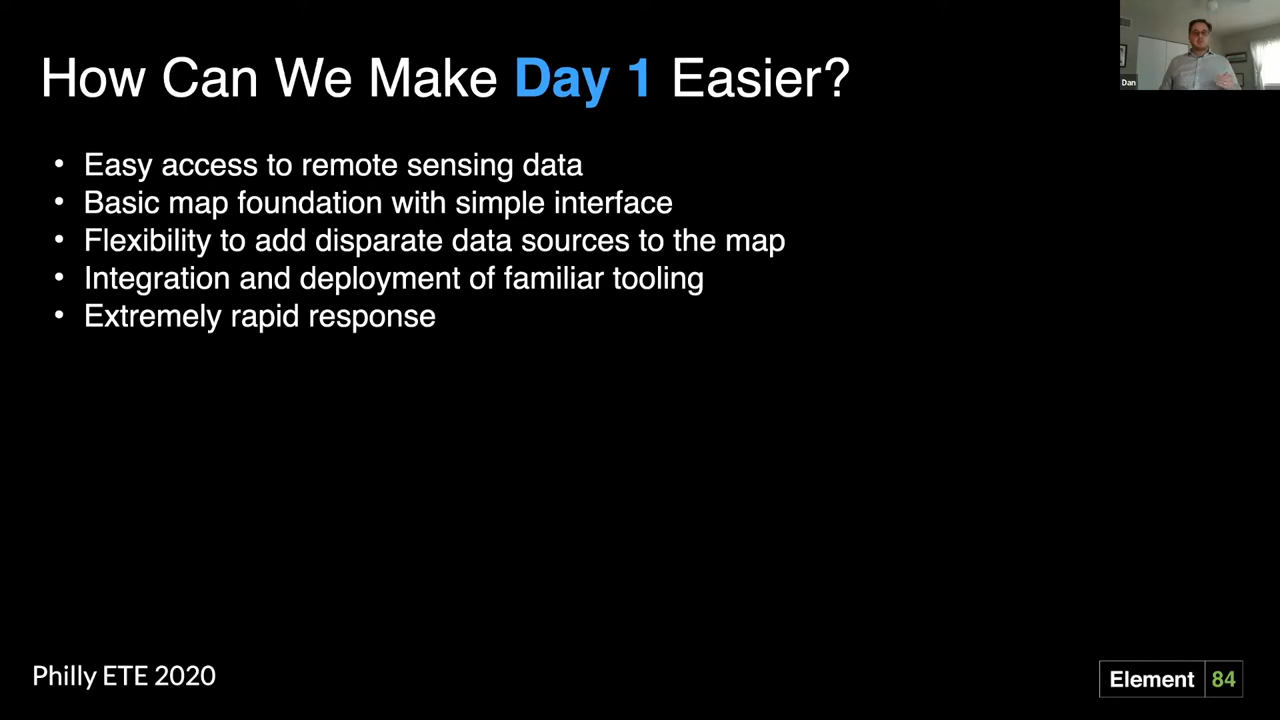 How Can We Make Day 1 Easier?
Dan
• Easy access to remote sensing data
• Basic map foundation with simple interface
• Flexibility to add disparate data sources to the map
• Integration and deployment of familiar tooling
• Extremely rapid response
Philly ETE 2020
Element 84